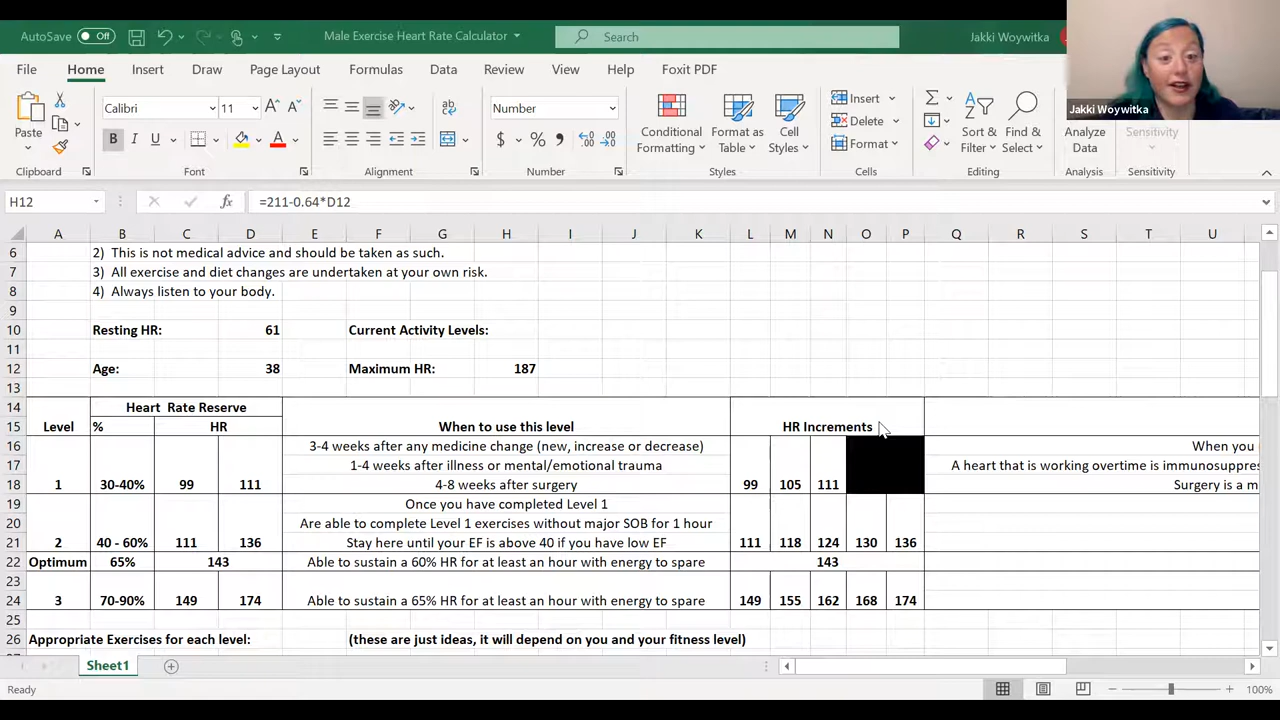 AutoSave Off Male Exercise Heart Rate Calculator Search Jakki Woywitka
File Home Insert Draw Page Layout Formulas Data Review View Help Foxit PDF
Jakki Woywitka
Paste Calibri 11 Number Conditional Formatting Format as Table Cell Styles Insert Delete Format Sort & Filter Find & Select Analyze Data Sensitivity
Clipboard Font Alignment Number Styles Cells Editing Analysis Sensitivity
H12 =211-0.64*D12
A B C D E F G H I J K L M N O P Q R S T U
6 2) This is not medical advice and should be taken as such.
7 3) All exercise and diet changes are undertaken at your own risk.
8 4) Always listen to your body.
9
10 Resting HR: 61 Current Activity Levels:
11
12 Age: 38 Maximum HR: 187
13
14 Heart Rate Reserve
15 Level % HR When to use this level HR Increments
16 3-4 weeks after any medicine change (new, increase or decrease) When you
17 1-4 weeks after illness or mental/emotional trauma A heart that is working overtime is immunosuppres
18 1 30-40% 99 111 4-8 weeks after surgery 99 105 111 Surgery is a m
19 Once you have completed Level 1
20 Are able to complete Level 1 exercises without major SOB for 1 hour
21 2 40 - 60% 111 136 Stay here until your EF is above 40 if you have low EF 111 118 124 130 136
22 Optimum 65% 143 Able to sustain a 60% HR for at least an hour with energy to spare 143
23
24 3 70-90% 149 174 Able to sustain a 65% HR for at least an hour with energy to spare 149 155 162 168 174
25
26 Appropriate Exercises for each level: (these are just ideas, it will depend on you and your fitness level)
Sheet1
Ready 100%